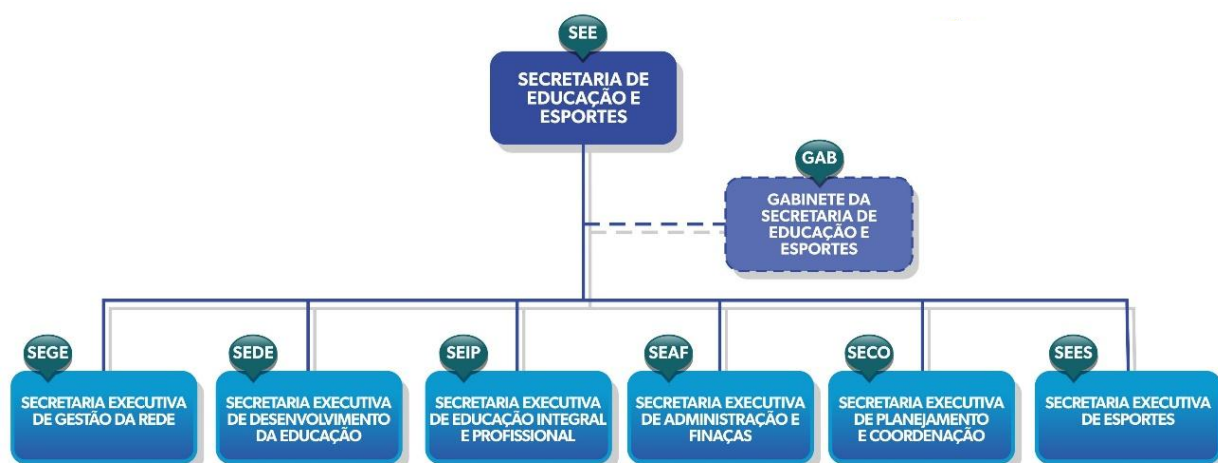 SEE
SECRETARIA DE
EDUCAÇÃO E
ESPORTES
GAB
GABINETE DA
SECRETARIA DE
EDUCAÇÃO E
ESPORTES
SEGE
SECRETARIA EXECUTIVA
DE GESTÃO DA REDE
SEDE
SECRETARIA EXECUTIVA
DE DESENVOLVIMENTO
DA EDUCAÇÃO
SEIP
SECRETARIA EXECUTIVA
DE EDUCAÇÃO INTEGRAL
E PROFISSIONAL
SEAF
SECRETARIA EXECUTIVA
DE ADMINISTRAÇÃO E
FINAÇAS
SECO
SECRETARIA EXECUTIVA
DE PLANEJAMENTO
E COORDENAÇÃO
SEES
SECRETARIA EXECUTIVA
DE ESPORTES